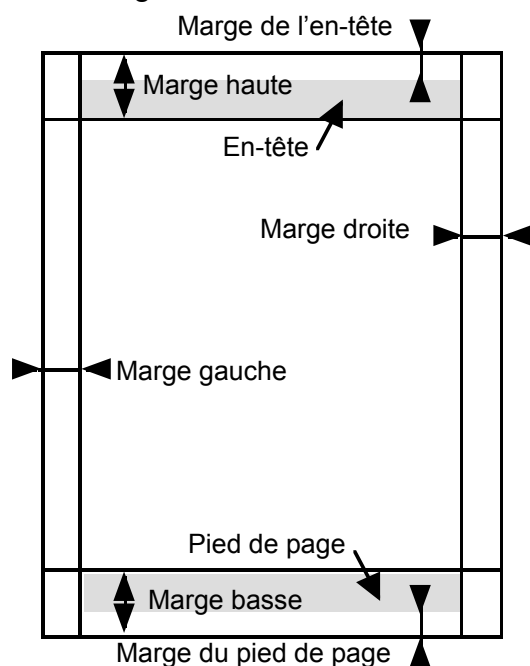 Marge de l’en-tête
Marge haute
En-tête
Marge droite
Marge gauche
Pied de page
Marge basse
Marge du pied de page